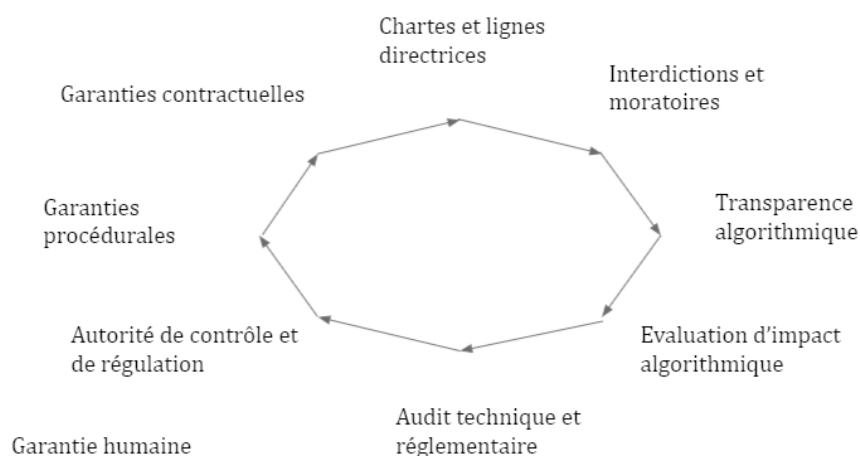 Chartes et lignes
directrices
Interdictions et
moratoires
Garanties contractuelles
Transparence
algorithmique
Garanties
procédurales
Evaluation d'impact
algorithmique
Autorité de contrôle et
de régulation
Audit technique et
réglementaire
Garantie humaine